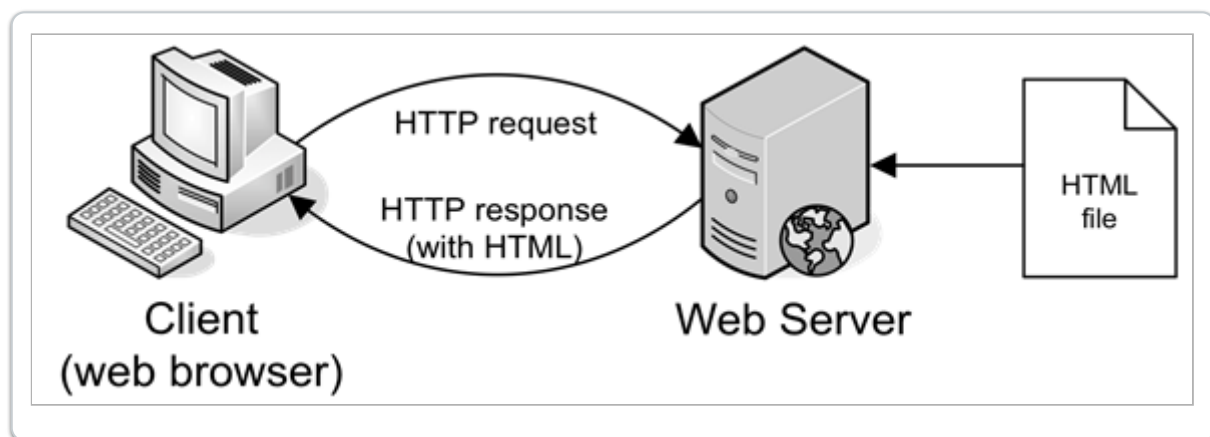 HTTP request
HTTP response
(with HTML)
HTML
file
Client
(web browser)
Web Server